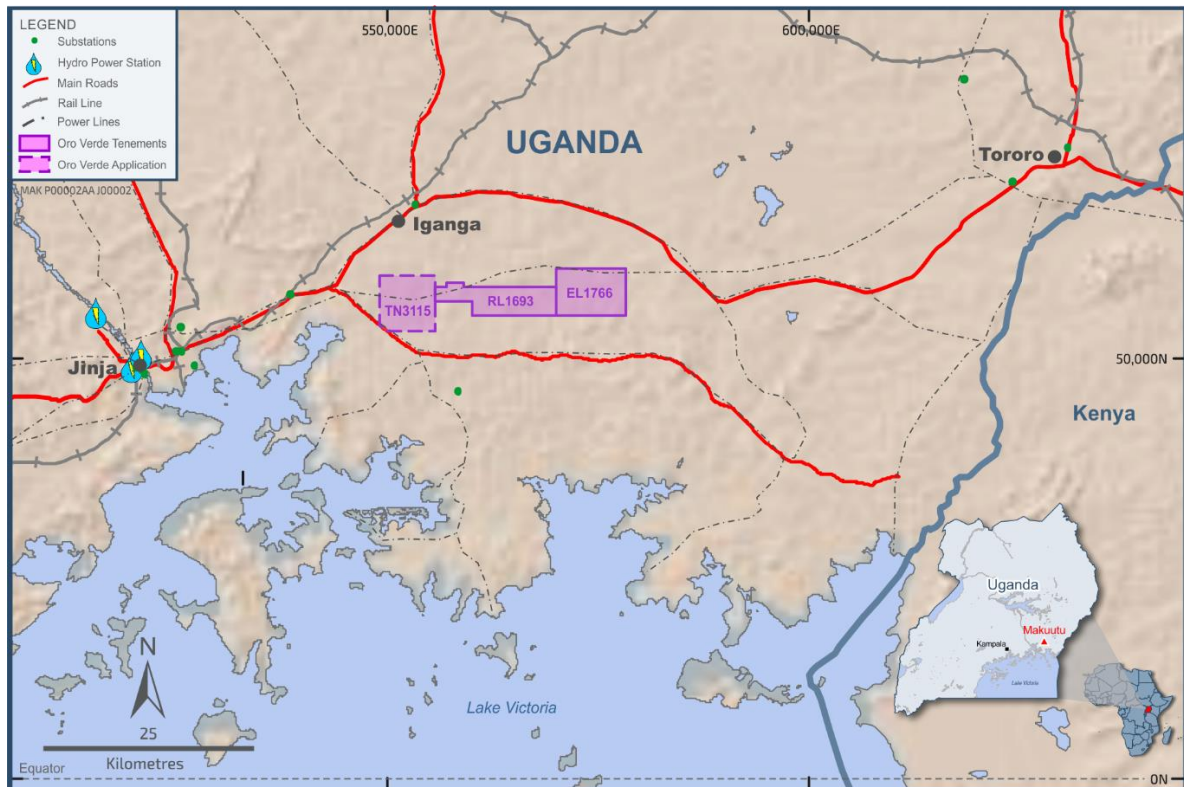 LEGEND
Substations
Hydro Power Station
Main Roads
Rail Line
Power Lines
Oro Verde Tenements
Oro Verde Application
MAK P00002AA J00002
550,000E
600,000E
UGANDA
Tororo
Iganga
TN3115
RL1693
EL1766
Jinja
50,000N
Kenya
Uganda
Makuutu
Kampala
Lake Victoria
N
Lake Victoria
25
Kilometres
Equator
0N